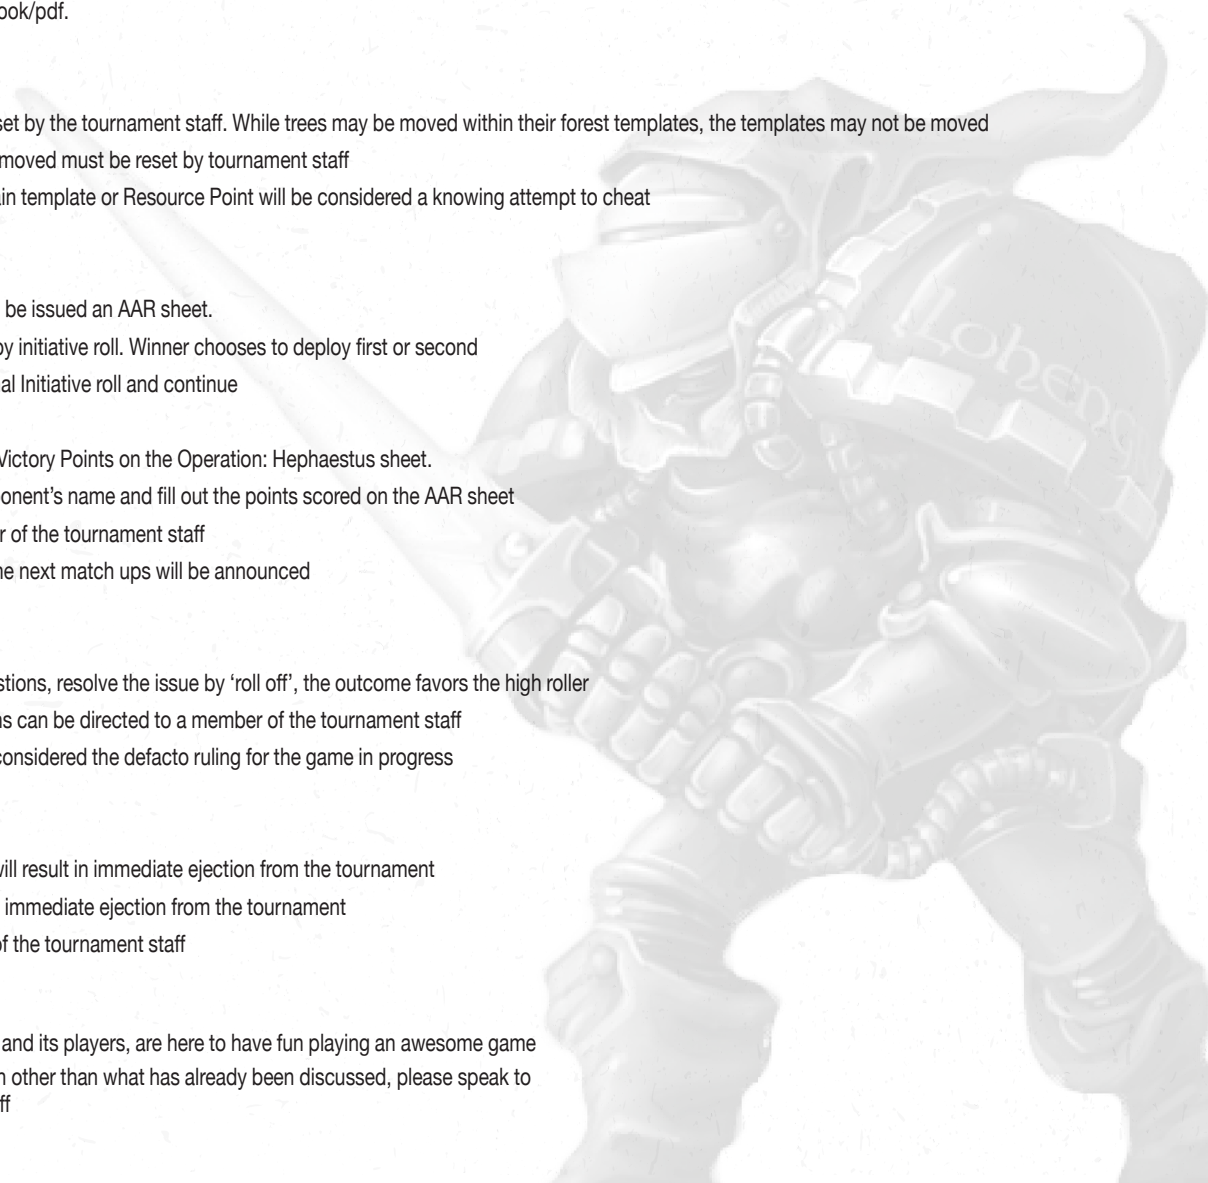 ook/pdf.
set by the tournament staff. While trees may be moved within their forest templates, the templates may not be moved
moved must be reset by tournament staff
ain template or Resource Point will be considered a knowing attempt to cheat
be issued an AAR sheet.
by initiative roll. Winner chooses to deploy first or second
al Initiative roll and continue
Victory Points on the Operation: Hephaestus sheet.
ponent’s name and fill out the points scored on the AAR sheet
r of the tournament staff
he next match ups will be announced
stions, resolve the issue by ‘roll off’, the outcome favors the high roller
ns can be directed to a member of the tournament staff
considered the defacto ruling for the game in progress
will result in immediate ejection from the tournament
immediate ejection from the tournament
of the tournament staff
and its players, are here to have fun playing an awesome game
n other than what has already been discussed, please speak to
ff
Loheng